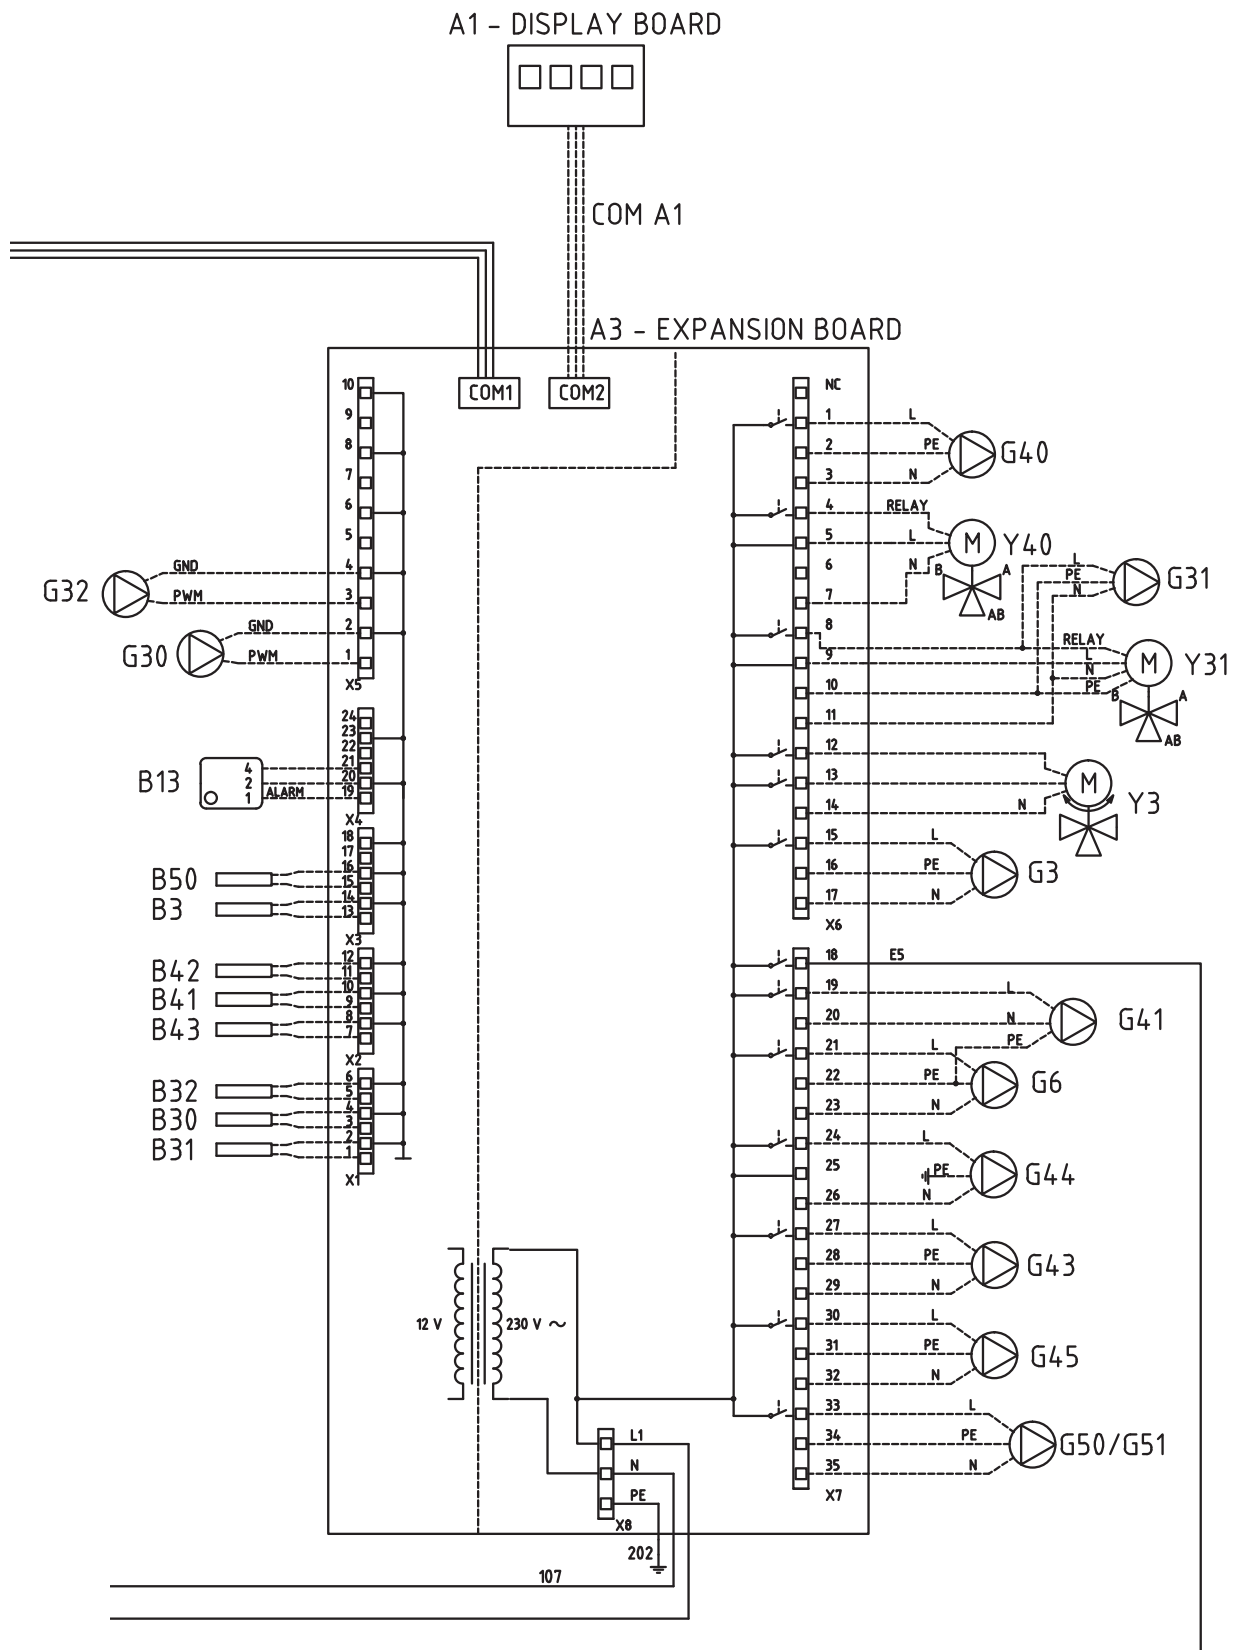 A1 - DISPLAY BOARD
COM A1
A3 - EXPANSION BOARD
COM1
COM2
10
9
8
7
6
5
4
3
2
1
X5
G32
GND
PWM
G30
GND
PWM
24
23
22
21
20
19
X4
B13
4
2
1
ALARM
18
17
16
15
14
13
X3
B50
B3
12
11
10
9
8
7
X2
B42
B41
B43
6
5
4
3
2
1
X1
B32
B30
B31
12 V
230 V ~
L1
N
PE
X8
202
107
NC
1
2
3
4
5
6
7
8
9
10
11
12
13
14
15
16
17
X6
L
PE
N
G40
RELAY
L
N
M
Y40
B
A
AB
L
PE
N
G31
RELAY
L
N
PE
M
Y31
B
A
AB
N
M
Y3
L
PE
N
G3
18
19
20
21
22
23
24
25
26
27
28
29
30
31
32
33
34
35
X7
E5
L
N
PE
G41
L
PE
N
G6
L
PE
N
G44
L
PE
N
G43
L
PE
N
G45
L
PE
N
G50/G51